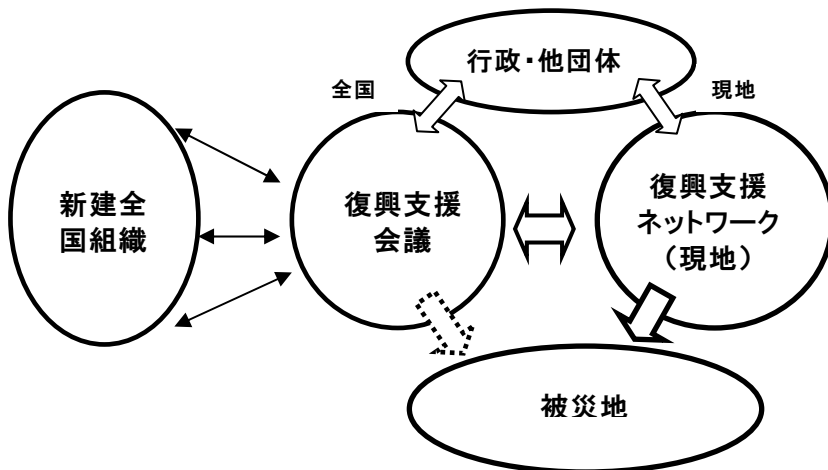 行政・他団体
全国
現地
新建全
国組織
復興支援
会議
復興支援
ネットワーク
（現地）
被災地